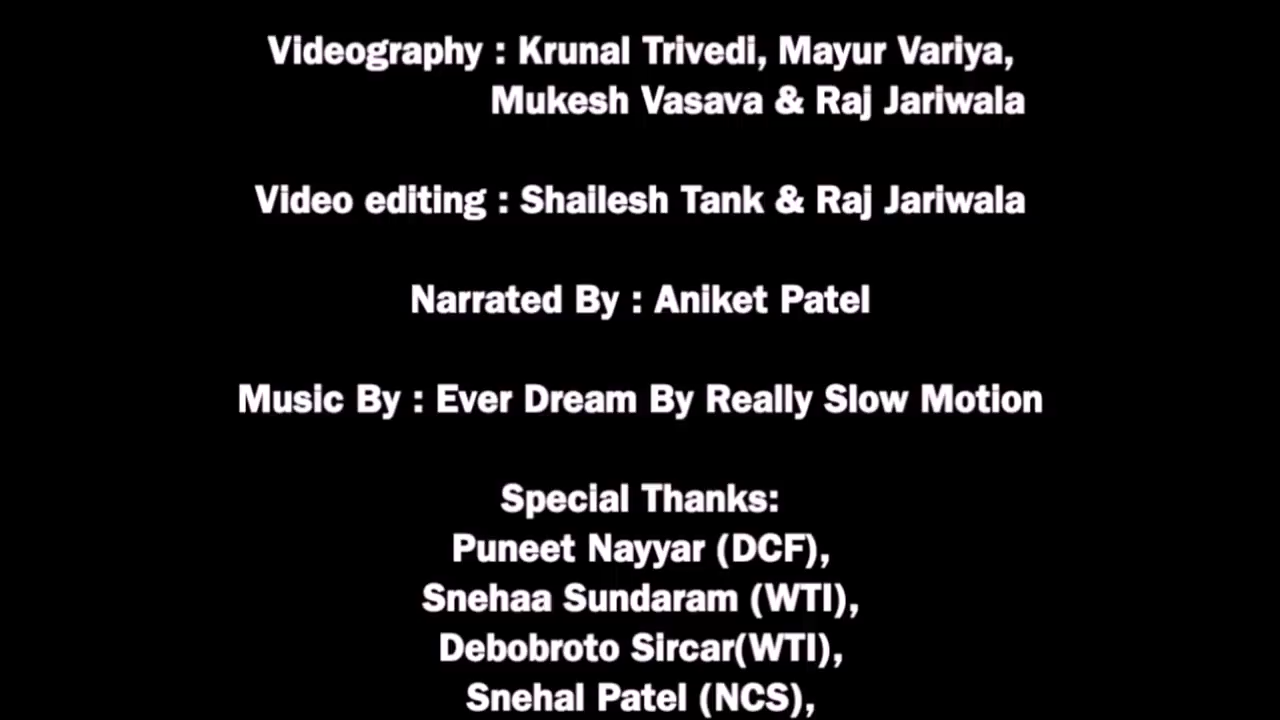 Videography : Krunal Trivedi, Mayur Variya,
Mukesh Vasava & Raj Jariwala
Video editing : Shailesh Tank & Raj Jariwala
Narrated By : Aniket Patel
Music By : Ever Dream By Really Slow Motion
Special Thanks:
Puneet Nayyar (DCF),
Snehaa Sundaram (WTI),
Debobroto Sircar(WTI),
Snehal Patel (NCS),